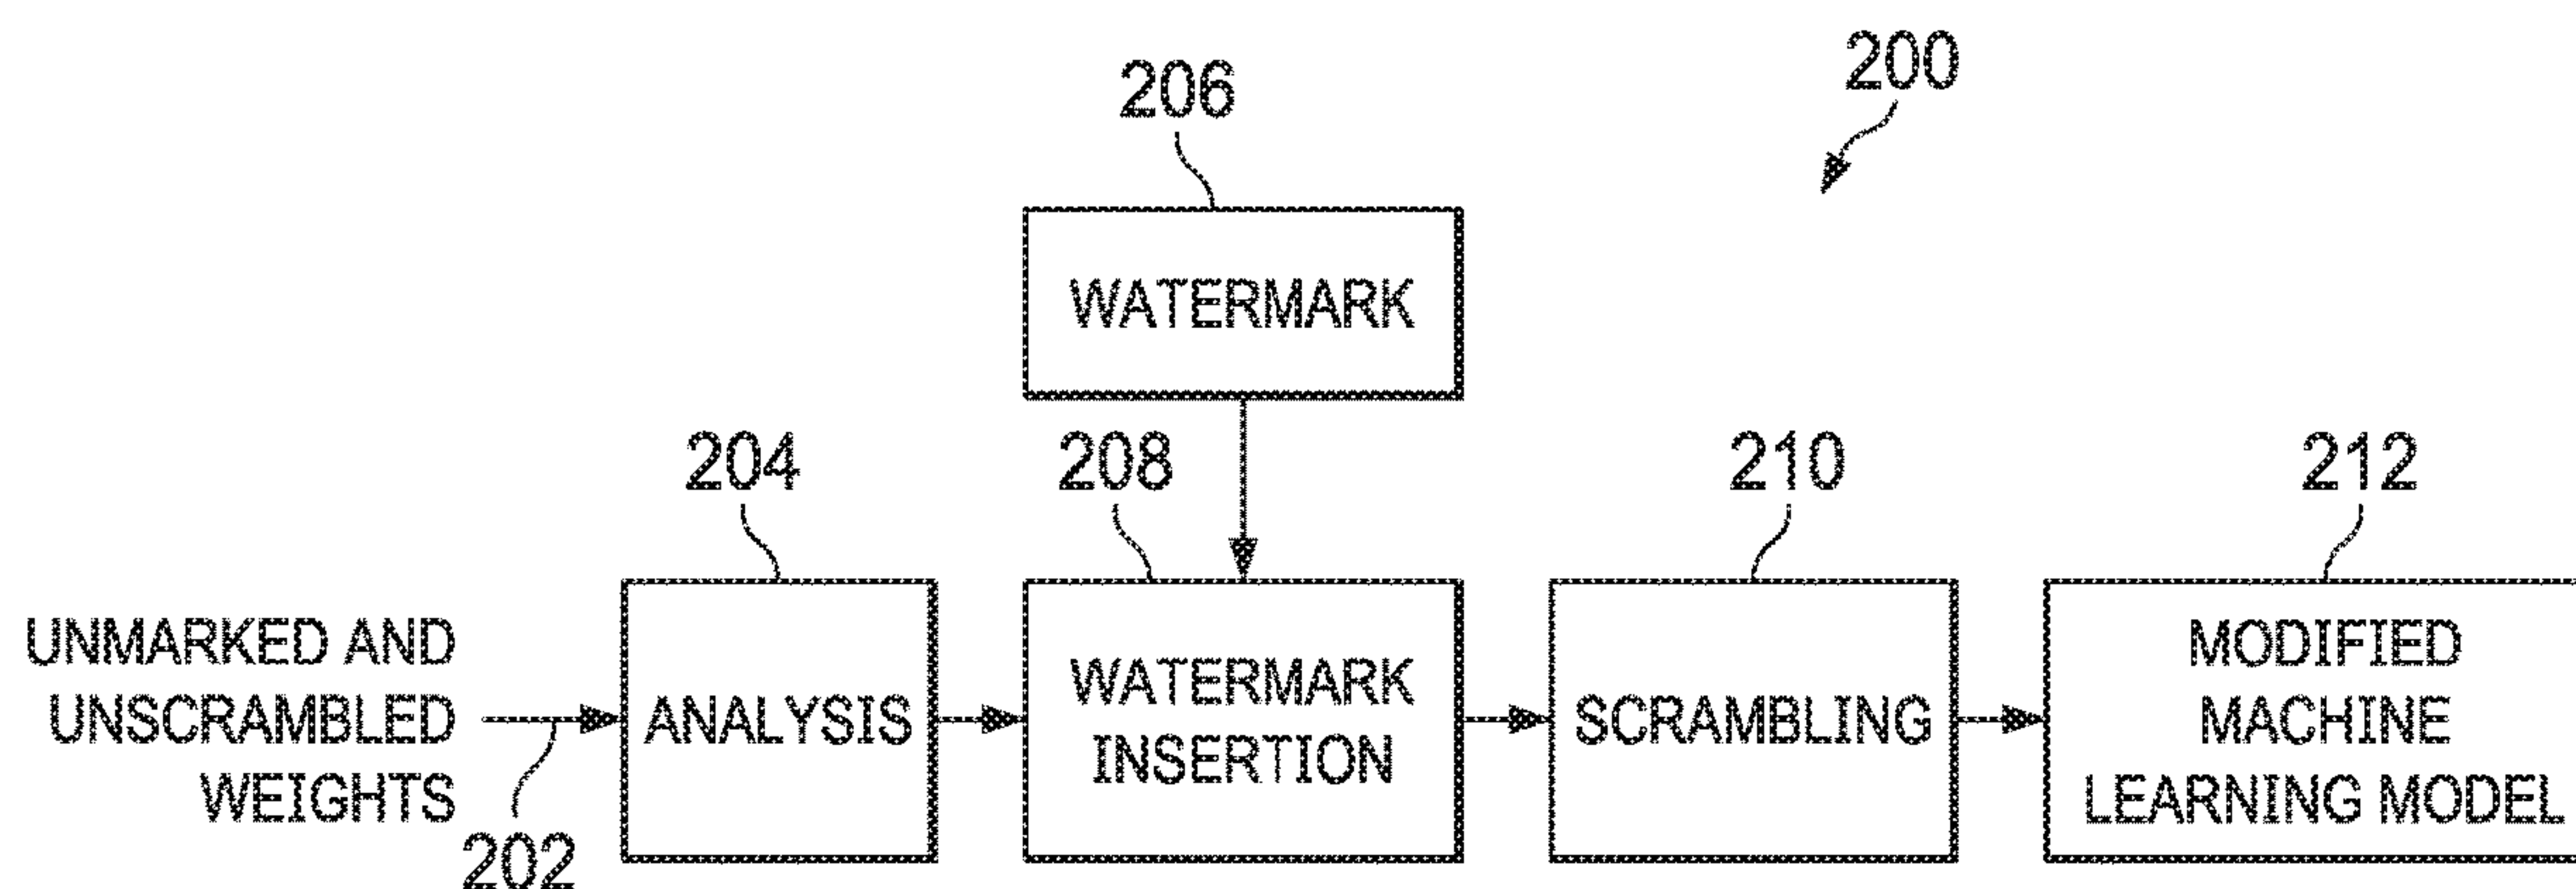 200
206
WATERMARK
204
208
210
212
UNMARKED AND
UNSCRAMBLED
WEIGHTS
202
ANALYSIS
WATERMARK
INSERTION
SCRAMBLING
MODIFIED
MACHINE
LEARNING MODEL